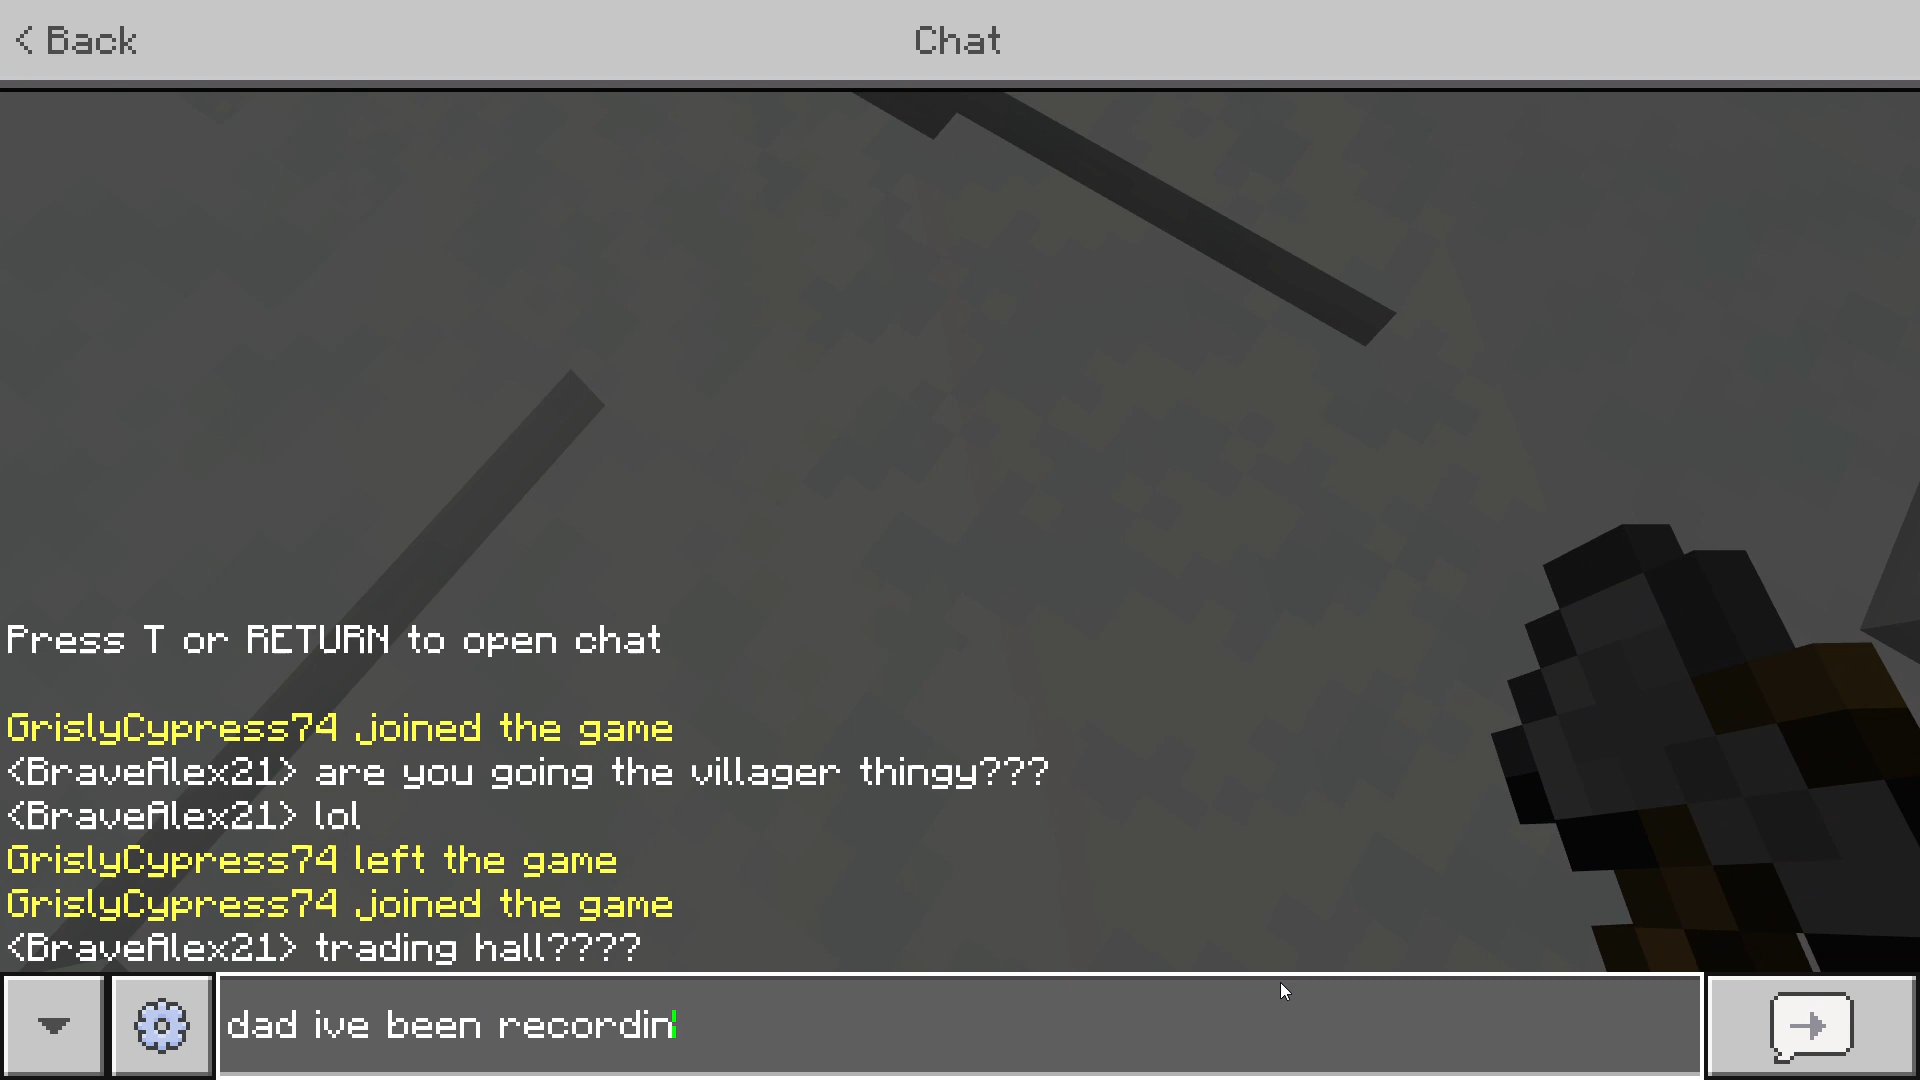 < Back
Chat
Press T or RETURN to open chat
GrislyCypress74 joined the game
<BraveAlex21> are you going the villager thingy???
<BraveAlex21> lol
GrislyCypress74 left the game
GrislyCypress74 joined the game
<BraveAlex21> trading hall????
dad ive been recordin